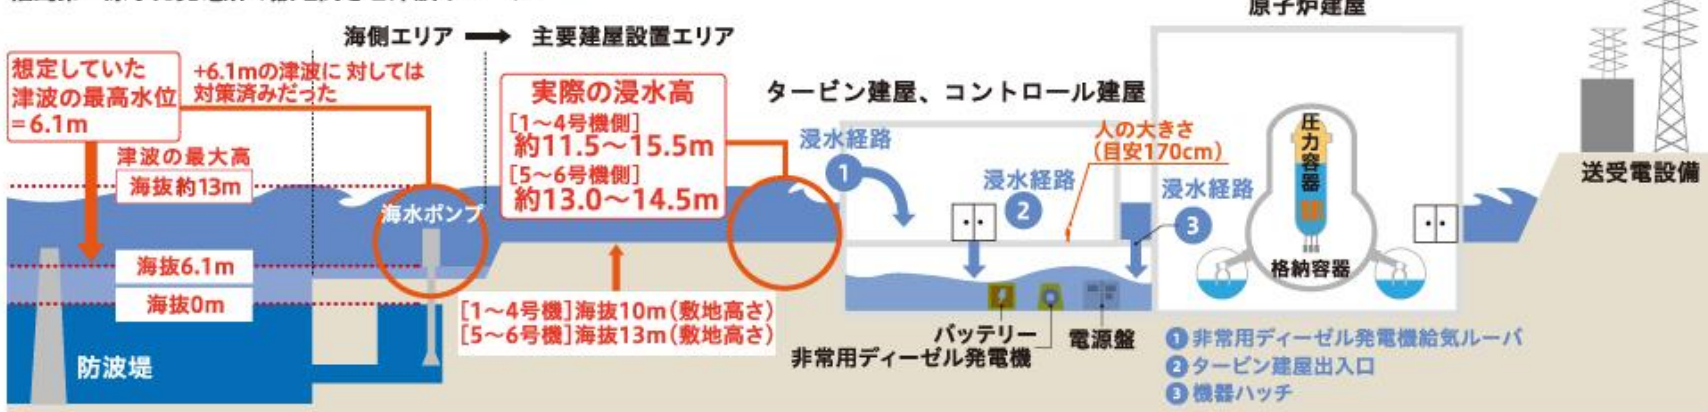 原子炉建屋
海側エリア → 主要建屋設置エリア
想定していた
津波の最高水位
=6.1m
+6.1mの津波に対しては
対策済みだった
津波の最大高
海抜約13m
海水ポンプ
海抜6.1m
海抜0m
防波堤
実際の浸水高
[1〜4号機側]
約11.5〜15.5m
[5〜6号機側]
約13.0〜14.5m
[1〜4号機]海抜10m(敷地高さ)
[5〜6号機]海抜13m(敷地高さ)
タービン建屋、コントロール建屋
浸水経路
1
浸水経路
2
人の大きさ
(目安170cm)
浸水経路
3
バッテリー
非常用ディーゼル発電機
電源盤
圧力容器
格納容器
送受電設備
1 非常用ディーゼル発電機給気ルーバ
2 タービン建屋出入口
3 機器ハッチ